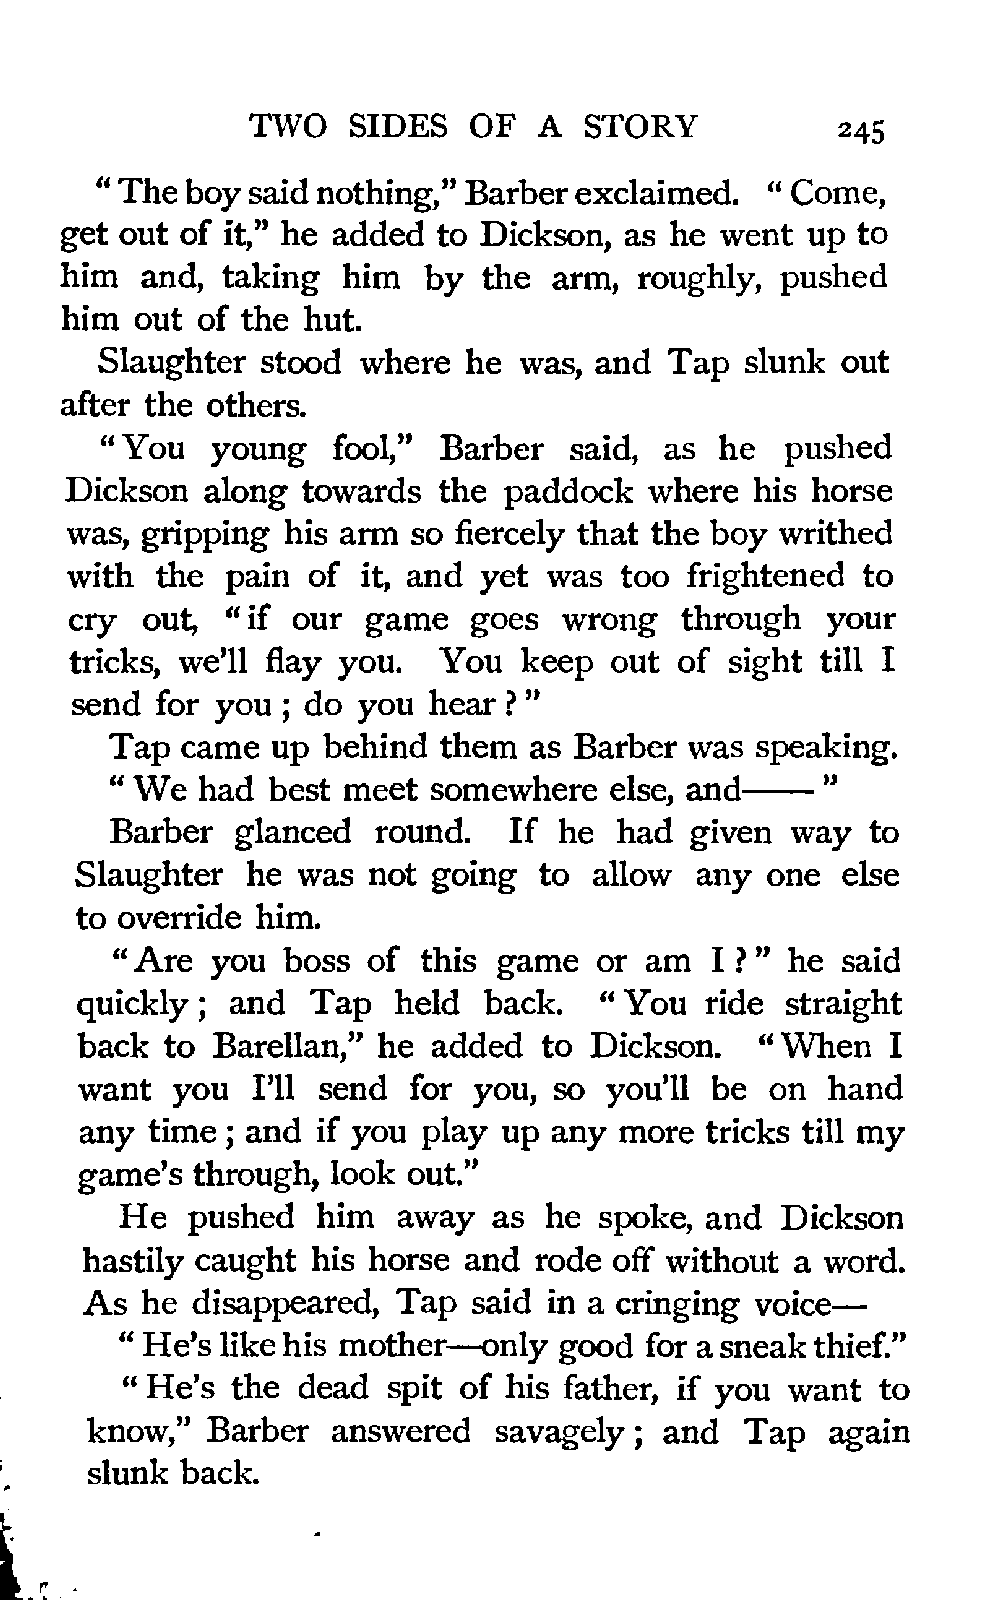 TWO SIDES OF A STORY 245
" The boy said nothing," Barber exclaimed. " Come,
get out of it," he added to Dickson, as he went up to
him and, taking him by the arm, roughly, pushed
him out of the hut.
Slaughter stood where he was, and Tap slunk out
after the others.
" You young fool," Barber said, as he pushed
Dickson along towards the paddock where his horse
was, gripping his arm so fiercely that the boy writhed
with the pain of it, and yet was too frightened to
cry out, " if our game goes wrong through your
tricks, we'll flay you. You keep out of sight till I
send for you ; do you hear ? "
Tap came up behind them as Barber was speaking.
" We had best meet somewhere else, and—— "
Barber glanced round. If he had given way to
Slaughter he was not going to allow any one else
to override him.
" Are you boss of this game or am I ? " he said
quickly ; and Tap held back. " You ride straight
back to Barellan," he added to Dickson. " When I
want you I'll send for you, so you'll be on hand
any time ; and if you play up any more tricks till my
game's through, look out."
He pushed him away as he spoke, and Dickson
hastily caught his horse and rode off without a word.
As he disappeared, Tap said in a cringing voice—
" He's like his mother—only good for a sneak thief."
" He's the dead spit of his father, if you want to
know," Barber answered savagely ; and Tap again
slunk back.